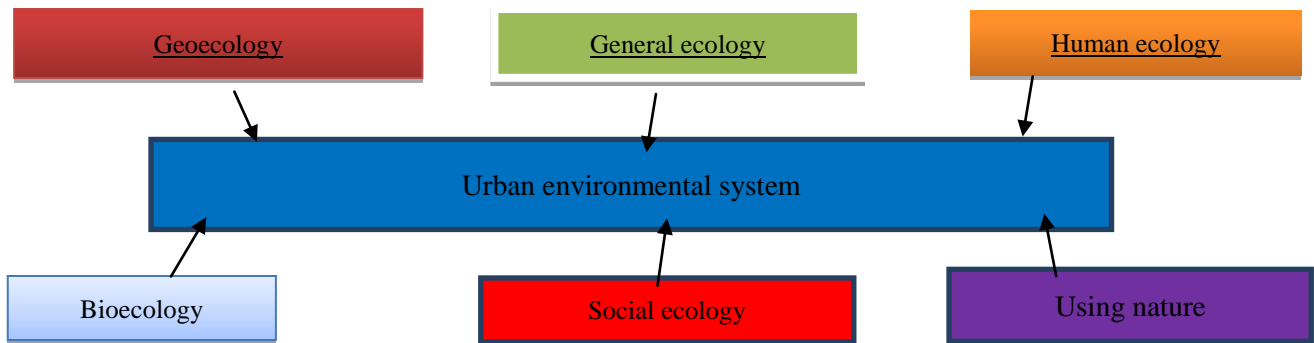 Geoecology
General ecology
Human ecology
Urban environmental system
Bioecology
Social ecology
Using nature